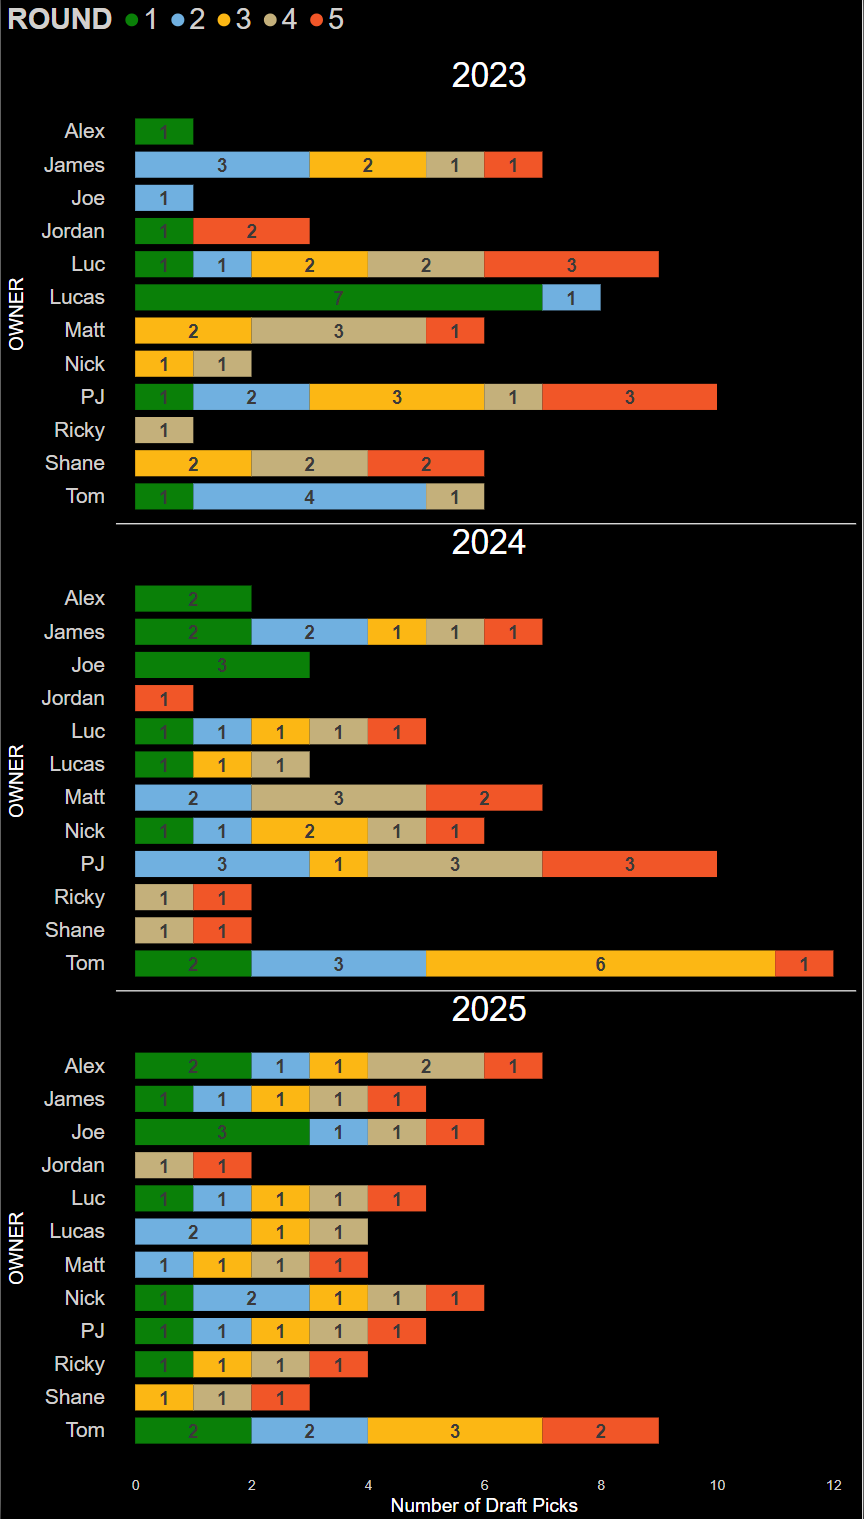 ROUND 1 2 3 4 5
2023
OWNER
Alex 1
James 3 2 1 1
Joe 1
Jordan 1 2
Luc 1 1 2 2 3
Lucas 7 1
Matt 2 3 1
Nick 1 1
PJ 1 2 3 1 3
Ricky 1
Shane 2 2 2
Tom 1 4 1
2024
OWNER
Alex 2
James 2 2 1 1 1
Joe 3
Jordan 1
Luc 1 1 1 1 1
Lucas 1 1 1
Matt 2 3 2
Nick 1 1 2 1 1
PJ 3 1 3 3
Ricky 1 1
Shane 1 1
Tom 2 3 6 1
2025
OWNER
Alex 2 1 1 2 1
James 1 1 1 1 1
Joe 3 1 1 1
Jordan 1 1
Luc 1 1 1 1 1
Lucas 2 1 1
Matt 1 1 1 1
Nick 1 2 1 1 1
PJ 1 1 1 1 1
Ricky 1 1 1 1
Shane 1 1 1
Tom 2 2 3 2
0 2 4 6 8 10 12
Number of Draft Picks